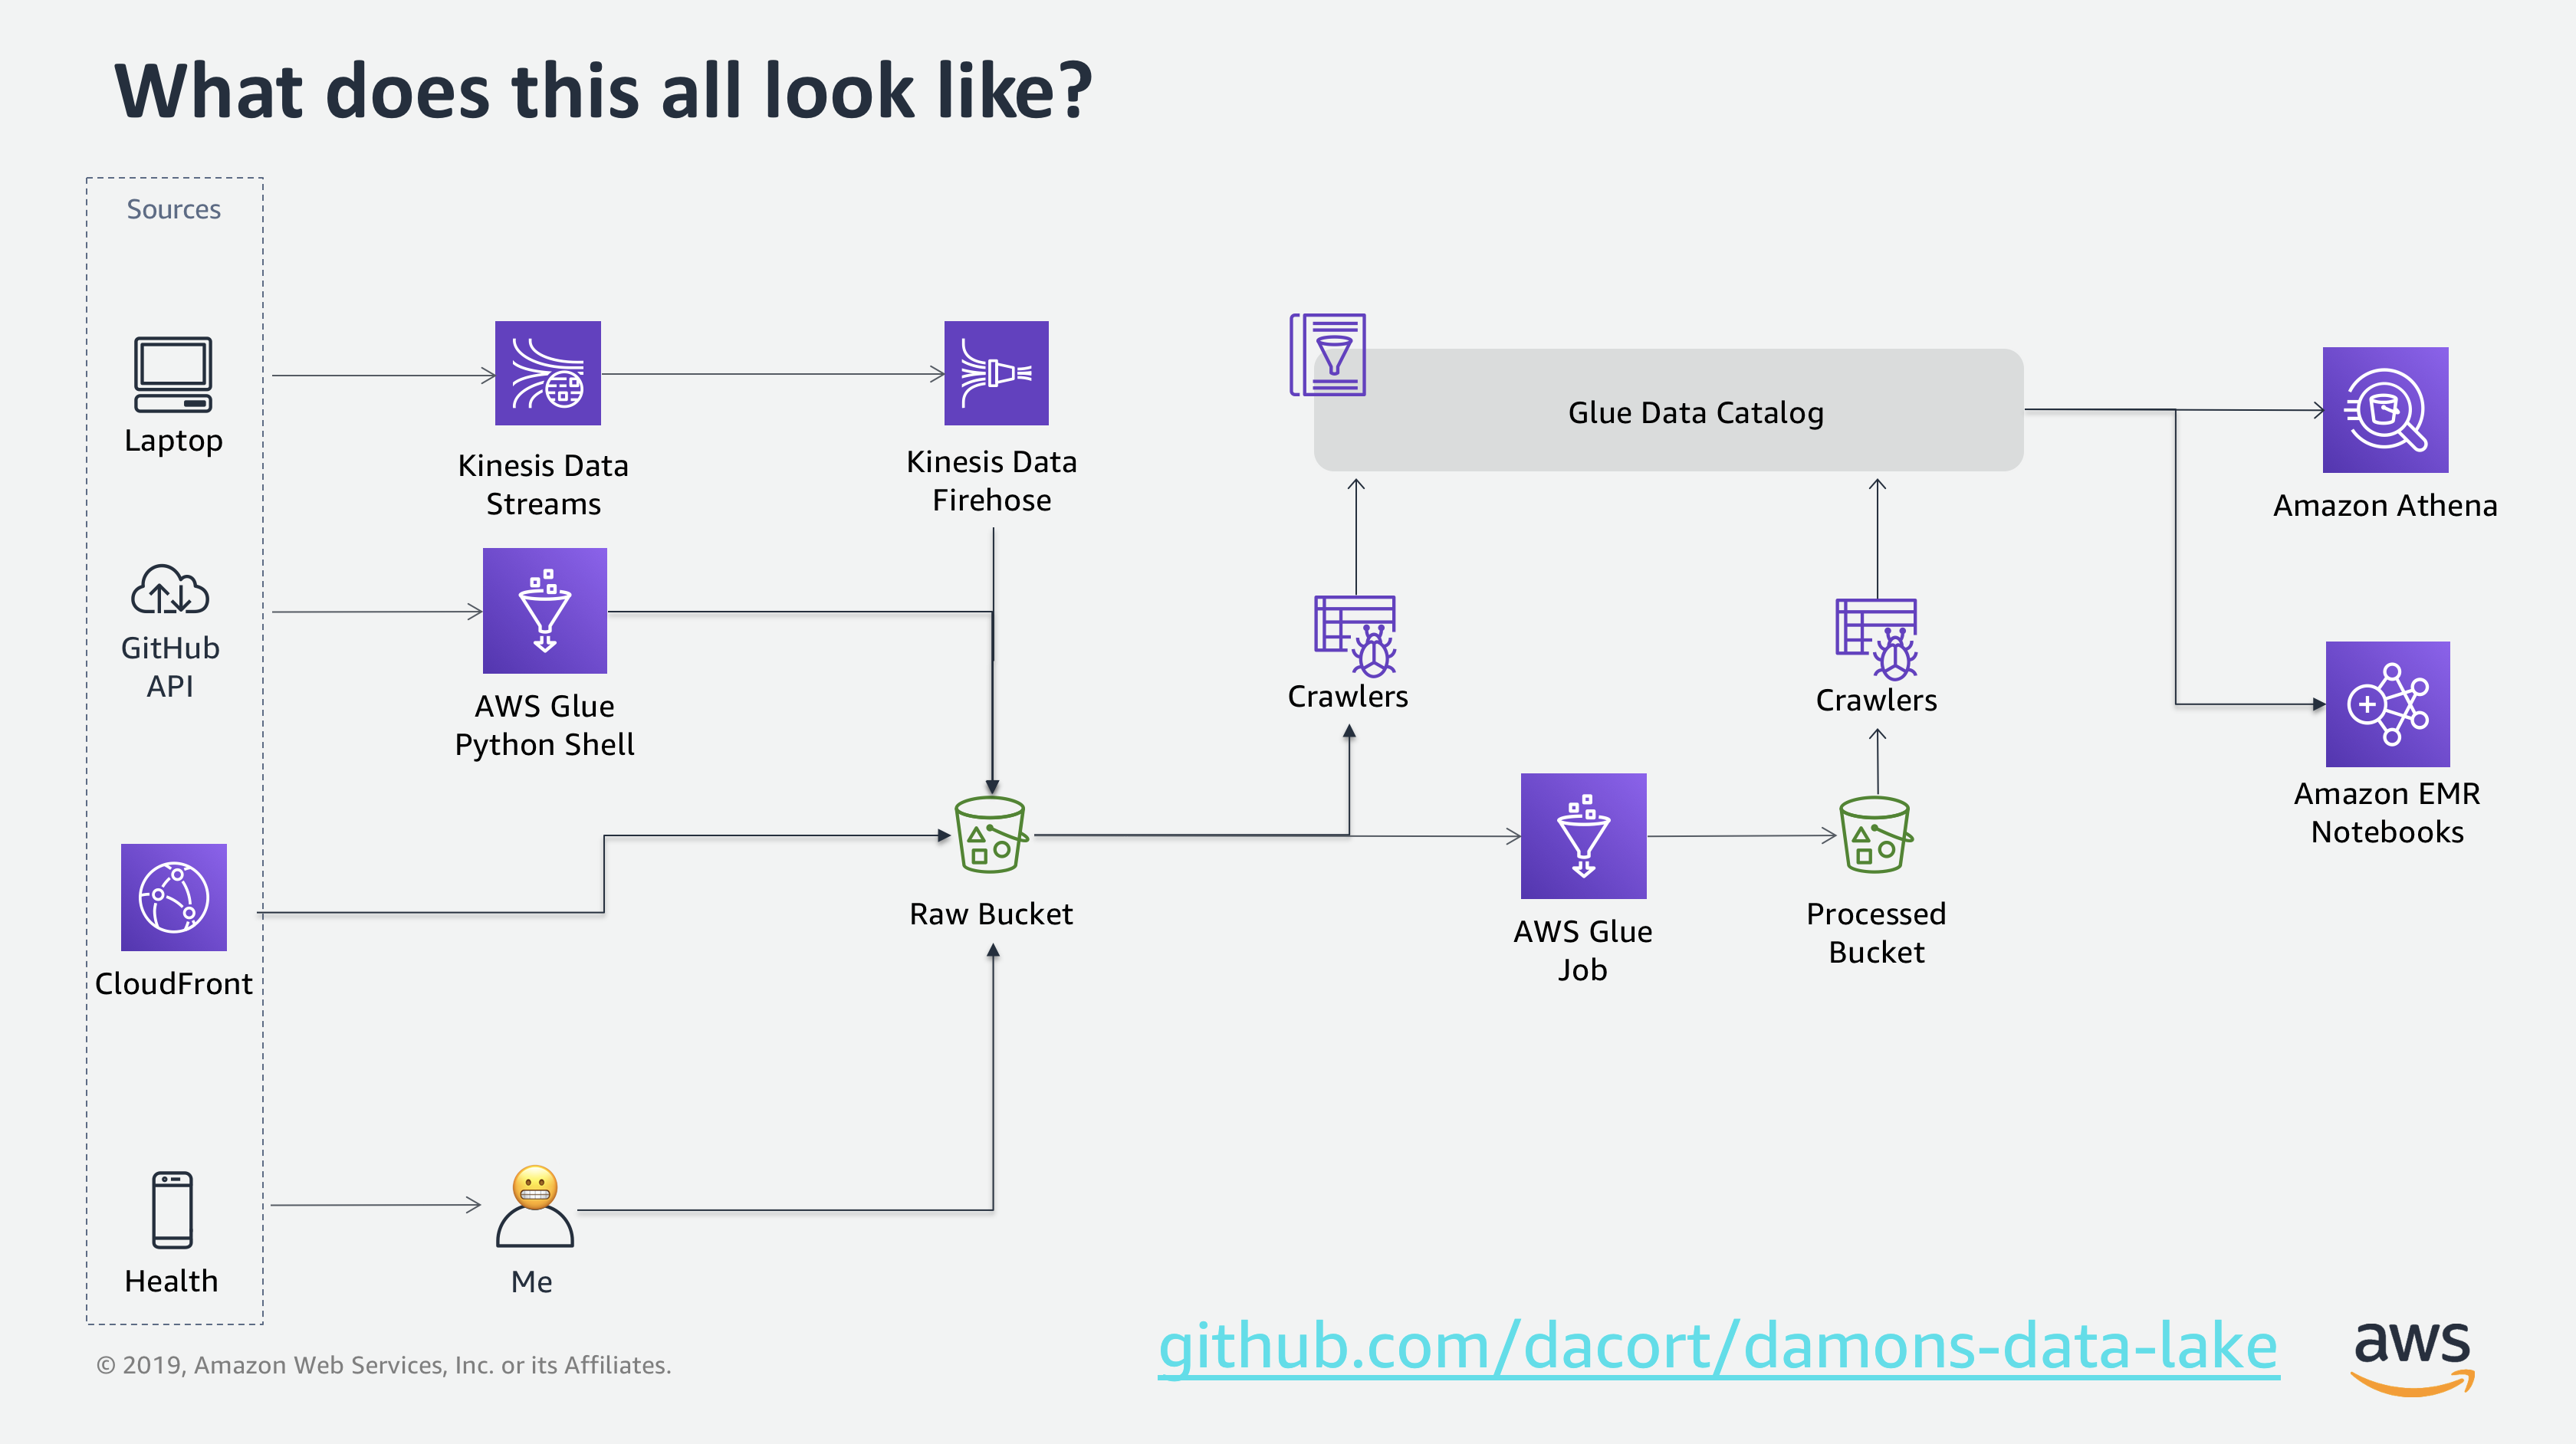 What does this all look like?
Sources
Laptop
Kinesis Data
Streams
Kinesis Data
Firehose
Glue Data Catalog
Amazon Athena
GitHub
API
AWS Glue
Python Shell
Crawlers
Crawlers
Amazon EMR
Notebooks
CloudFront
Raw Bucket
AWS Glue
Job
Processed
Bucket
Health
Me
© 2019, Amazon Web Services, Inc. or its Affiliates.
github.com/dacort/damons-data-lake
aws